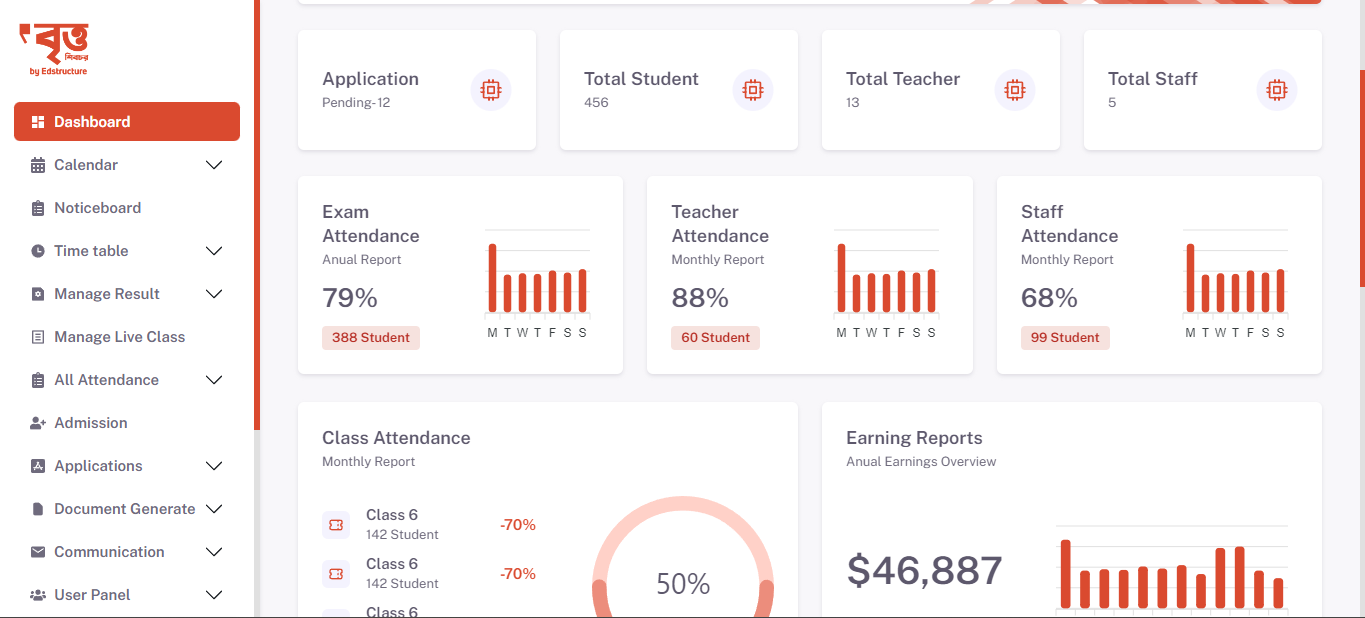 বৃত্ত
শিবচর
by Edstructure
Dashboard
Calendar
Noticeboard
Time table
Manage Result
Manage Live Class
All Attendance
Admission
Applications
Document Generate
Communication
User Panel
Application
Pending-12
Total Student
456
Total Teacher
13
Total Staff
5
Exam
Attendance
Anual Report
79%
388 Student
M T W T F S S
Teacher
Attendance
Monthly Report
88%
60 Student
M T W T F S S
Staff
Attendance
Monthly Report
68%
99 Student
M T W T F S S
Class Attendance
Monthly Report
Class 6
142 Student
-70%
Class 6
142 Student
-70%
Class 6
50%
Earning Reports
Anual Earnings Overview
$46,887